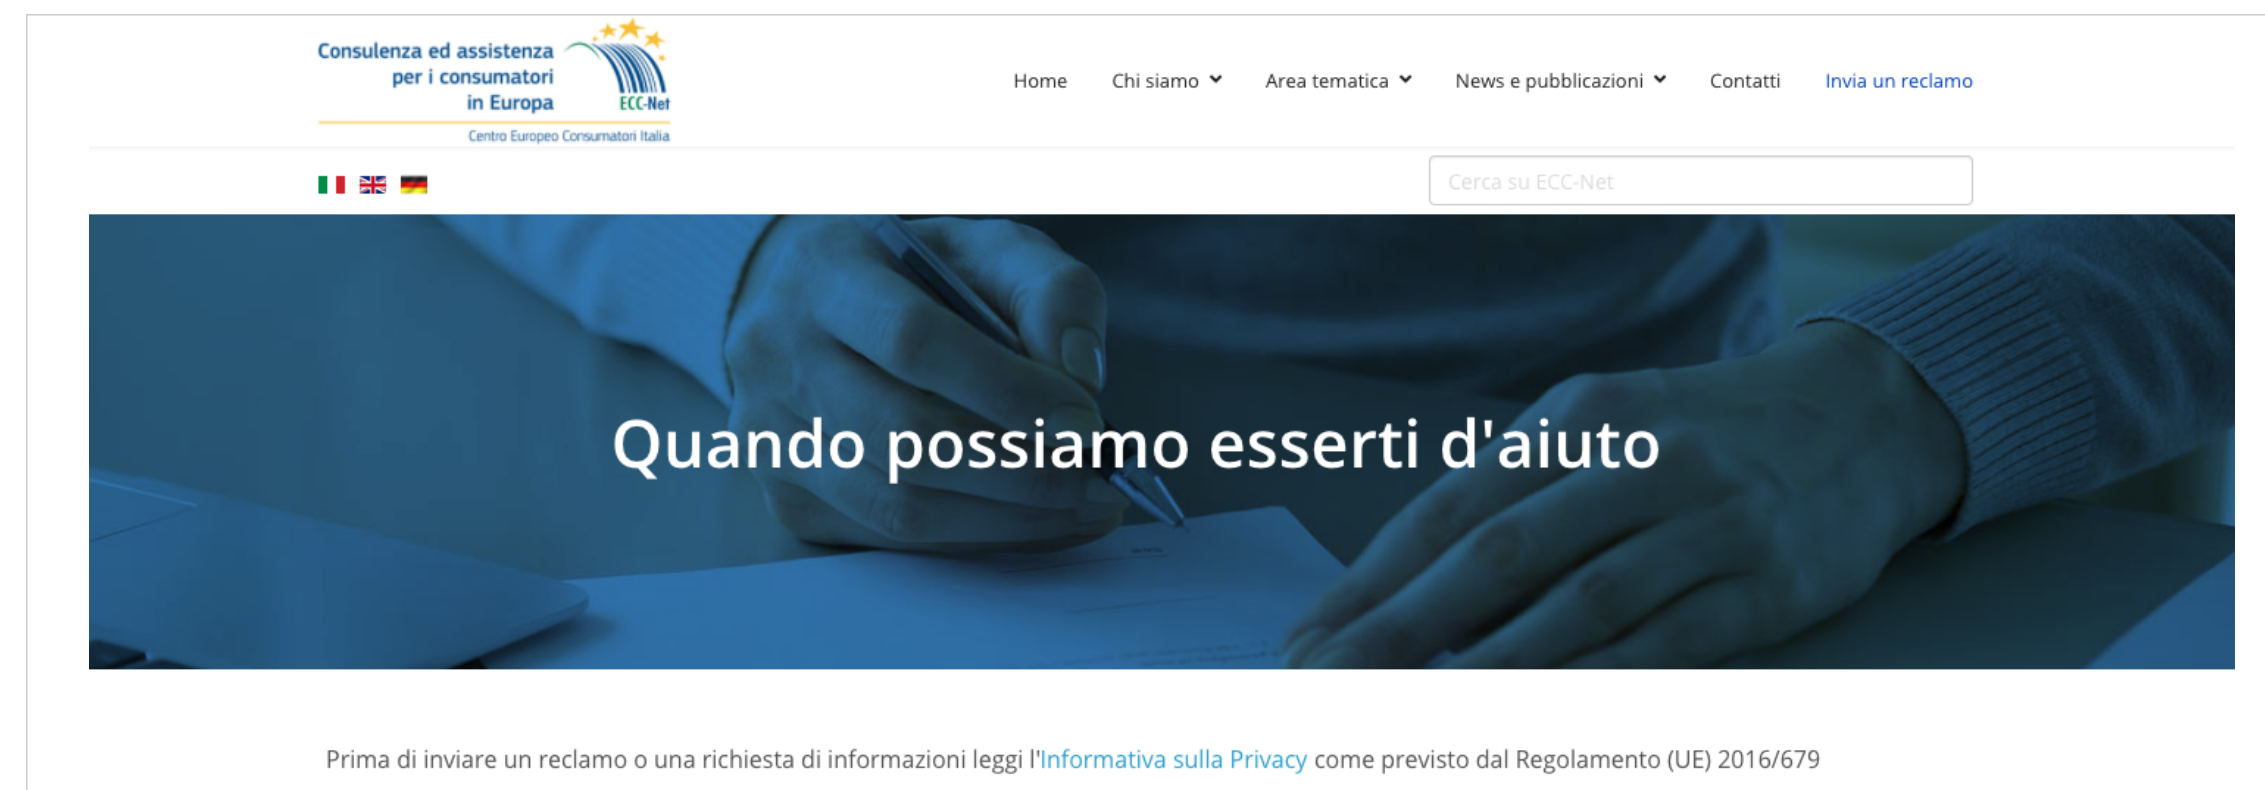 Consulenza ed assistenza
per i consumatori
in Europa
ECC-Net
Centro Europeo Consumatori Italia
Home Chi siamo Area tematica News e pubblicazioni Contatti Invia un reclamo
Cerca su ECC-Net
Quando possiamo esserti d'aiuto
Prima di inviare un reclamo o una richiesta di informazioni leggi l'Informativa sulla Privacy come previsto dal Regolamento (UE) 2016/679